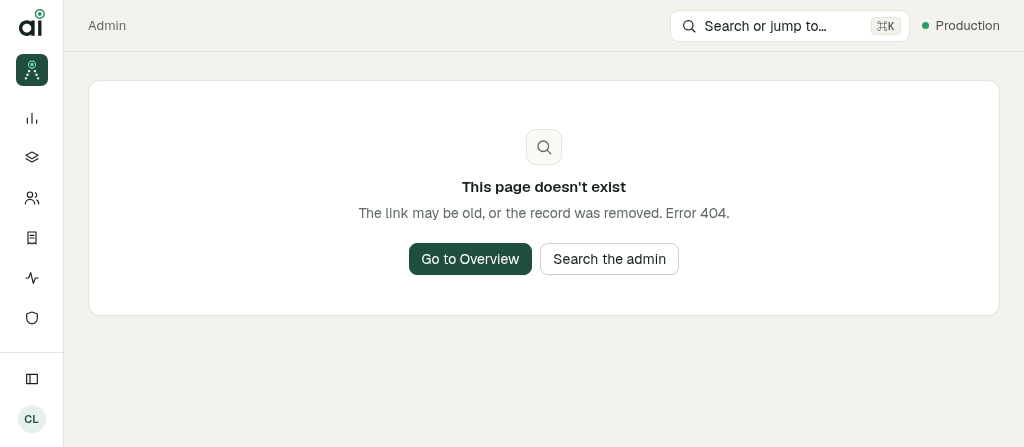 ai
Admin
Search or jump to...
⌘K
Production
This page doesn't exist
The link may be old, or the record was removed. Error 404.
Go to Overview
Search the admin
CL